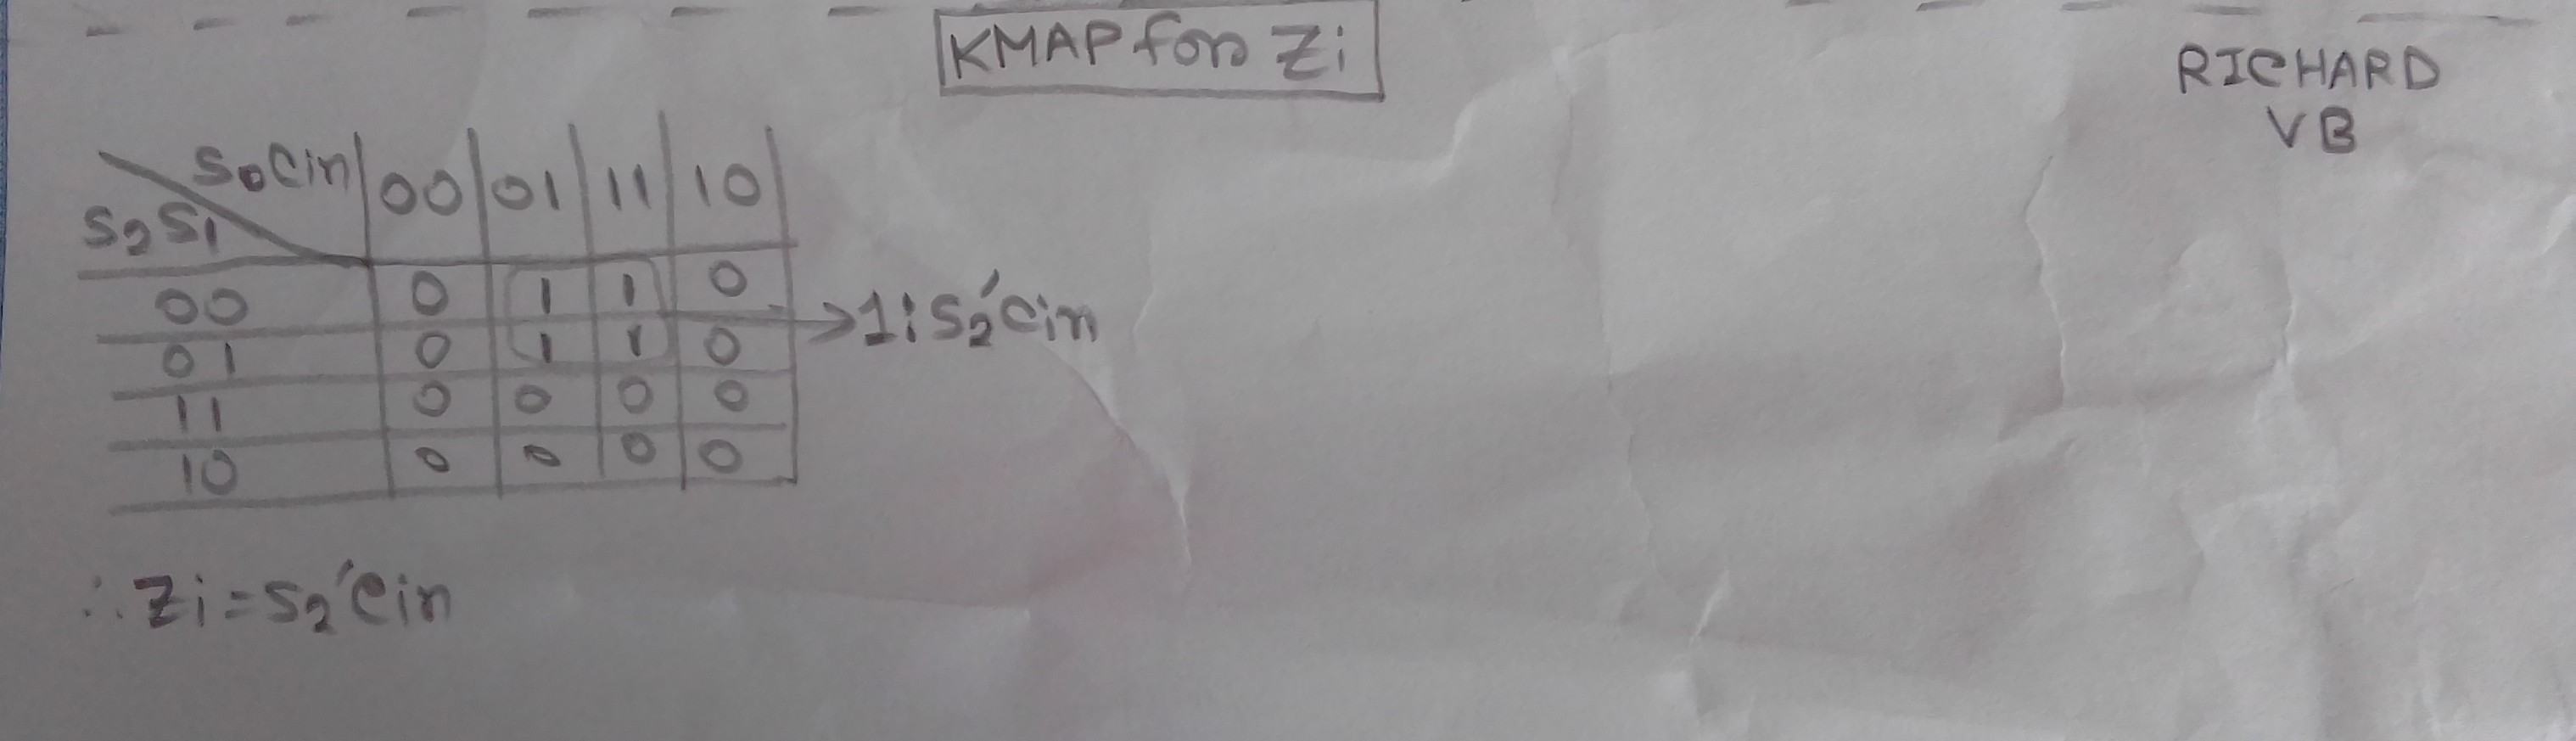 KMAP for Zi
RICHARD
VB
S0Cin 00 01 11 10
S2S1
00 0 1 1 0
→1: S2'Cin
01 0 1 1 0
11 0 0 0 0
10 0 0 0 0
∴ Zi = S2'Cin